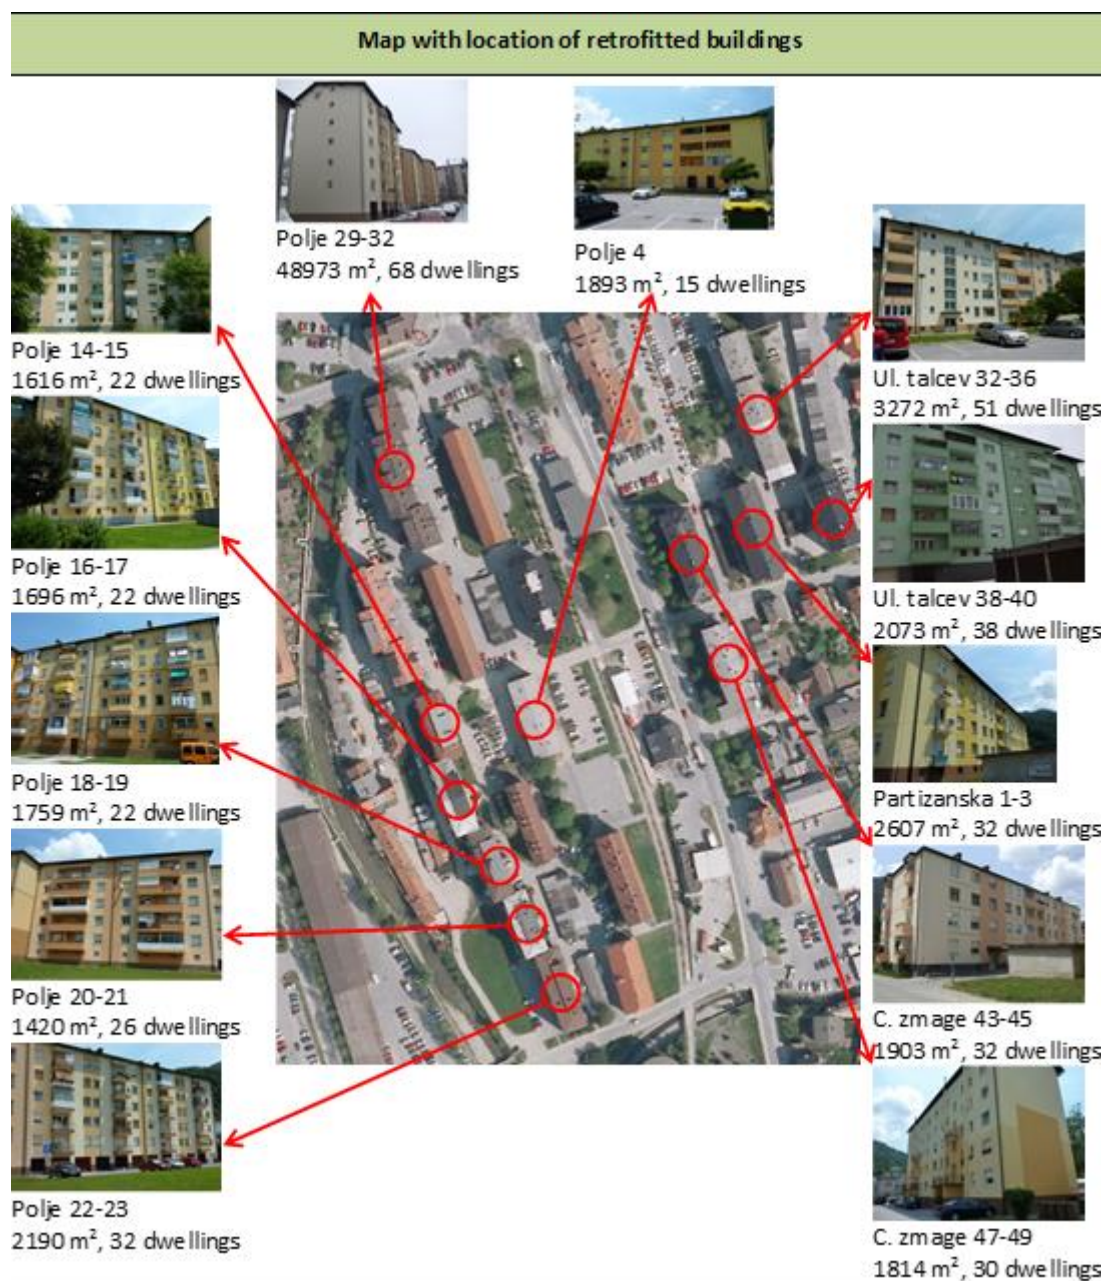 Map with location of retrofitted buildings
Polje 29-32
48973 m², 68 dwellings
Polje 4
1893 m², 15 dwellings
Polje 14-15
1616 m², 22 dwellings
Polje 16-17
1696 m², 22 dwellings
Polje 18-19
1759 m², 22 dwellings
Polje 20-21
1420 m², 26 dwellings
Polje 22-23
2190 m², 32 dwellings
Ul. talcev 32-36
3272 m², 51 dwellings
Ul. talcev 38-40
2073 m², 38 dwellings
Partizanska 1-3
2607 m², 32 dwellings
C. zmage 43-45
1903 m², 32 dwellings
C. zmage 47-49
1814 m², 30 dwellings